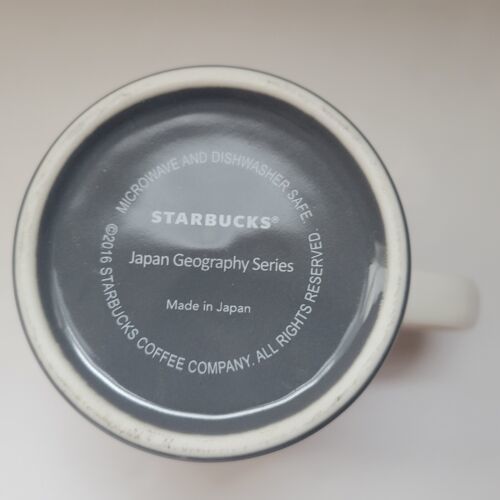 MICROWAVE AND DISHWASHER SAFE.
STARBUCKS®
Japan Geography Series
Made in Japan
©2016 STARBUCKS COFFEE COMPANY. ALL RIGHTS RESERVED.